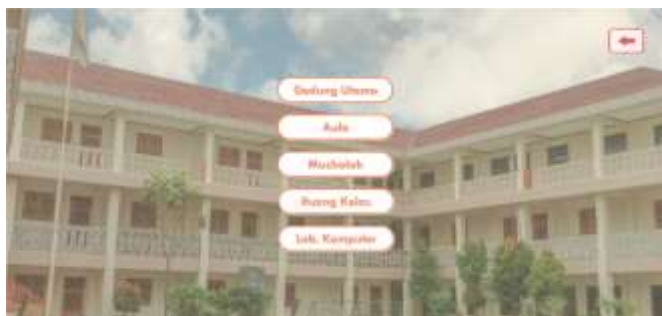 Gedung Utama
Aula
Musholah
Ruang Kelas
Lab. Komputer